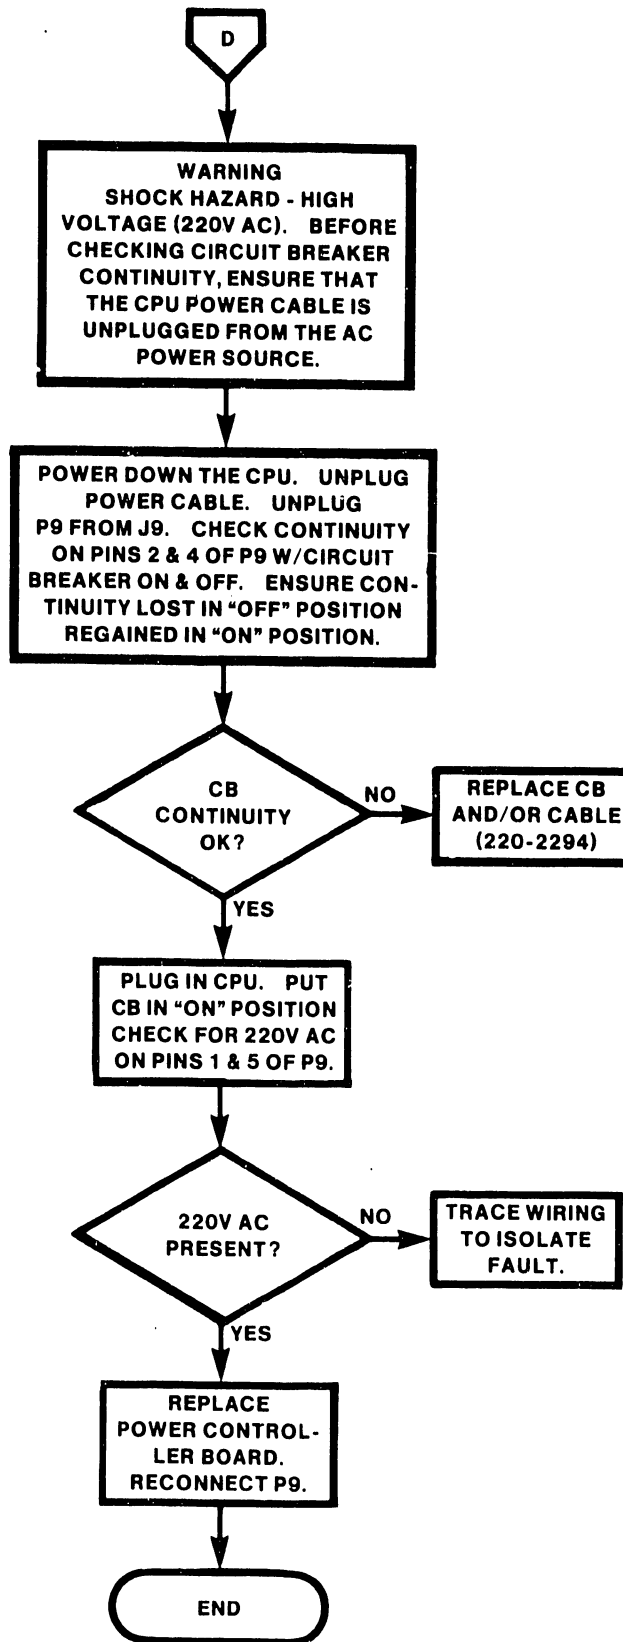 D
WARNING
SHOCK HAZARD - HIGH
VOLTAGE (220V AC). BEFORE
CHECKING CIRCUIT BREAKER
CONTINUITY, ENSURE THAT
THE CPU POWER CABLE IS
UNPLUGGED FROM THE AC
POWER SOURCE.
POWER DOWN THE CPU. UNPLUG
POWER CABLE. UNPLUG
P9 FROM J9. CHECK CONTINUITY
ON PINS 2 & 4 OF P9 W/CIRCUIT
BREAKER ON & OFF. ENSURE CON-
TINUITY LOST IN "OFF" POSITION
REGAINED IN "ON" POSITION.
CB
CONTINUITY
OK?
NO
REPLACE CB
AND/OR CABLE
(220-2294)
YES
PLUG IN CPU. PUT
CB IN "ON" POSITION
CHECK FOR 220V AC
ON PINS 1 & 5 OF P9.
220V AC
PRESENT?
NO
TRACE WIRING
TO ISOLATE
FAULT.
YES
REPLACE
POWER CONTROL-
LER BOARD.
RECONNECT P9.
END